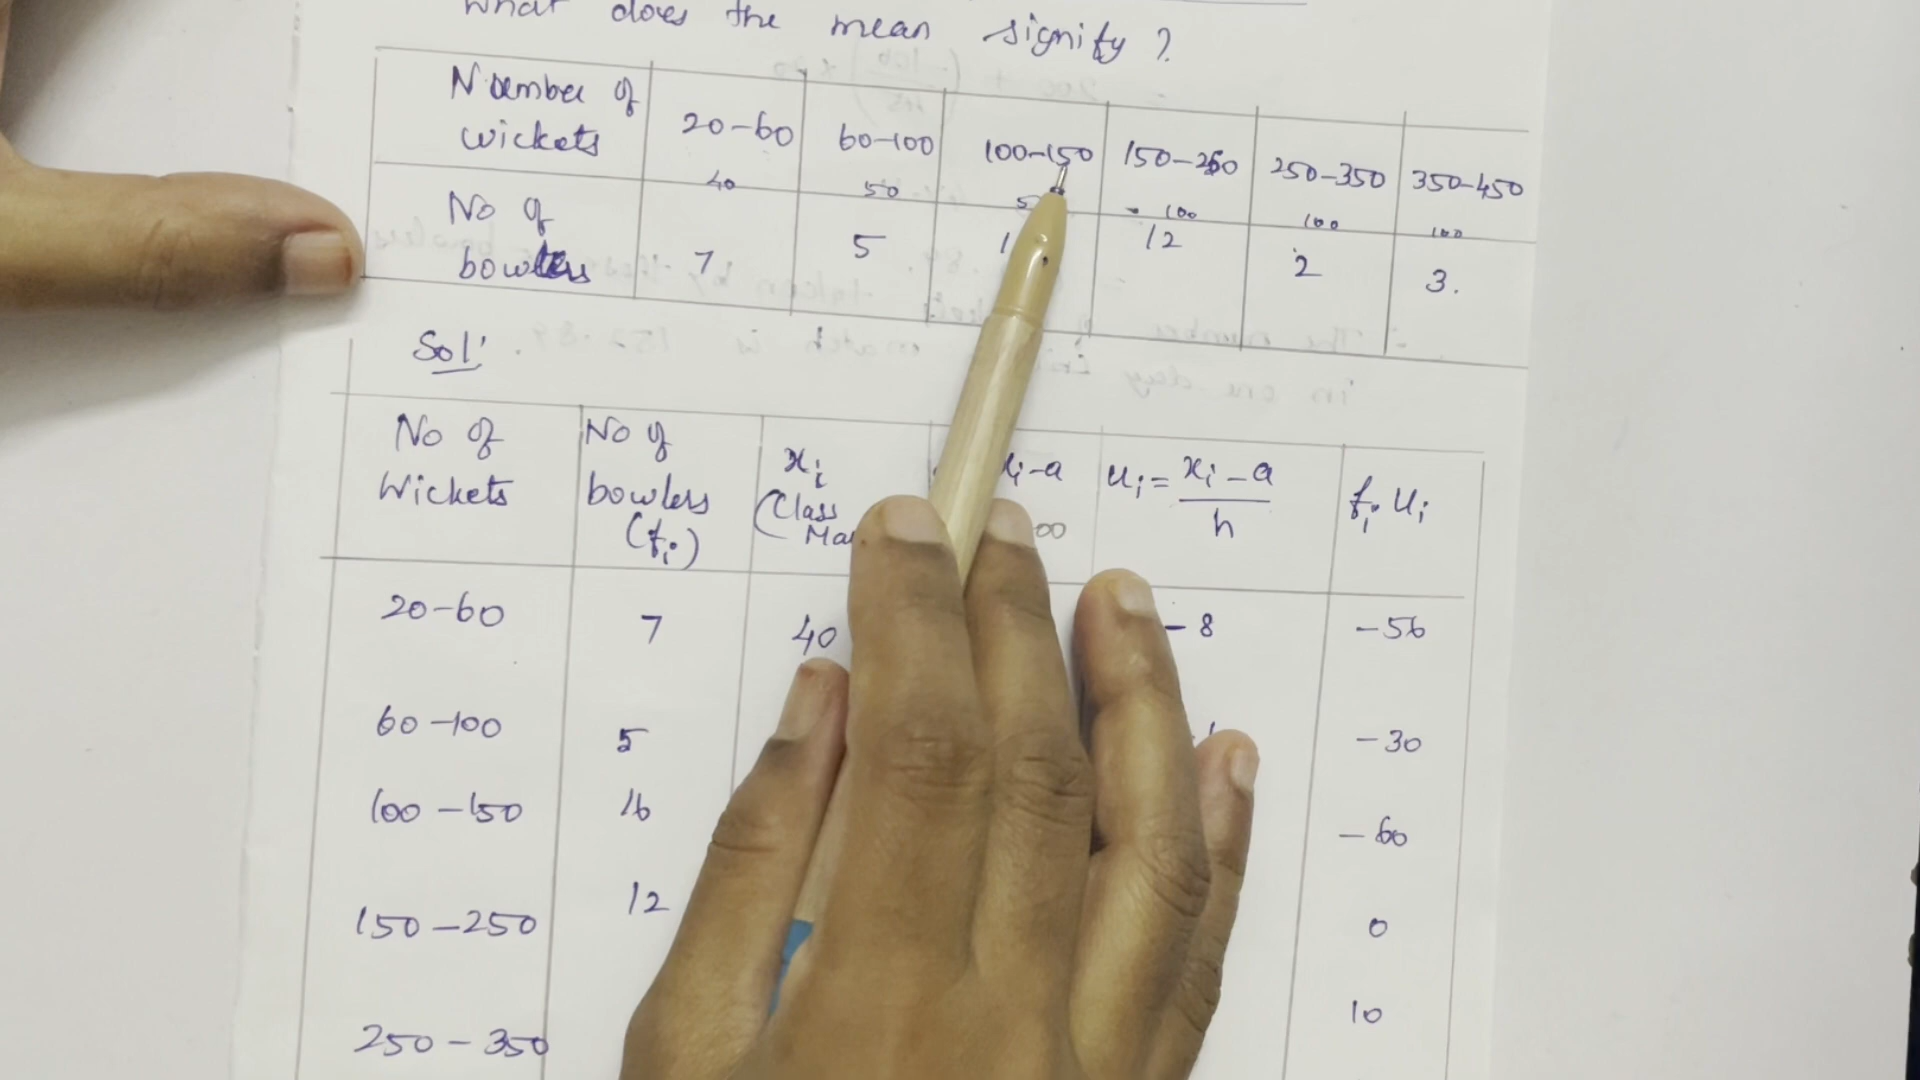 What does the mean signify?
Number of wickets 20-60 60-100 100-150 150-250 250-350 350-450
40 50 5 100 100 100
No of bowlers 7 5 1 12 2 3.
Sol'
No of Wickets No of bowlers (fi) xi (Class xi-a ui = xi-a/h fi ui
20-60 7 40 -8 -56
60-100 5 -30
100-150 16 -60
150-250 12 0
250-350 10